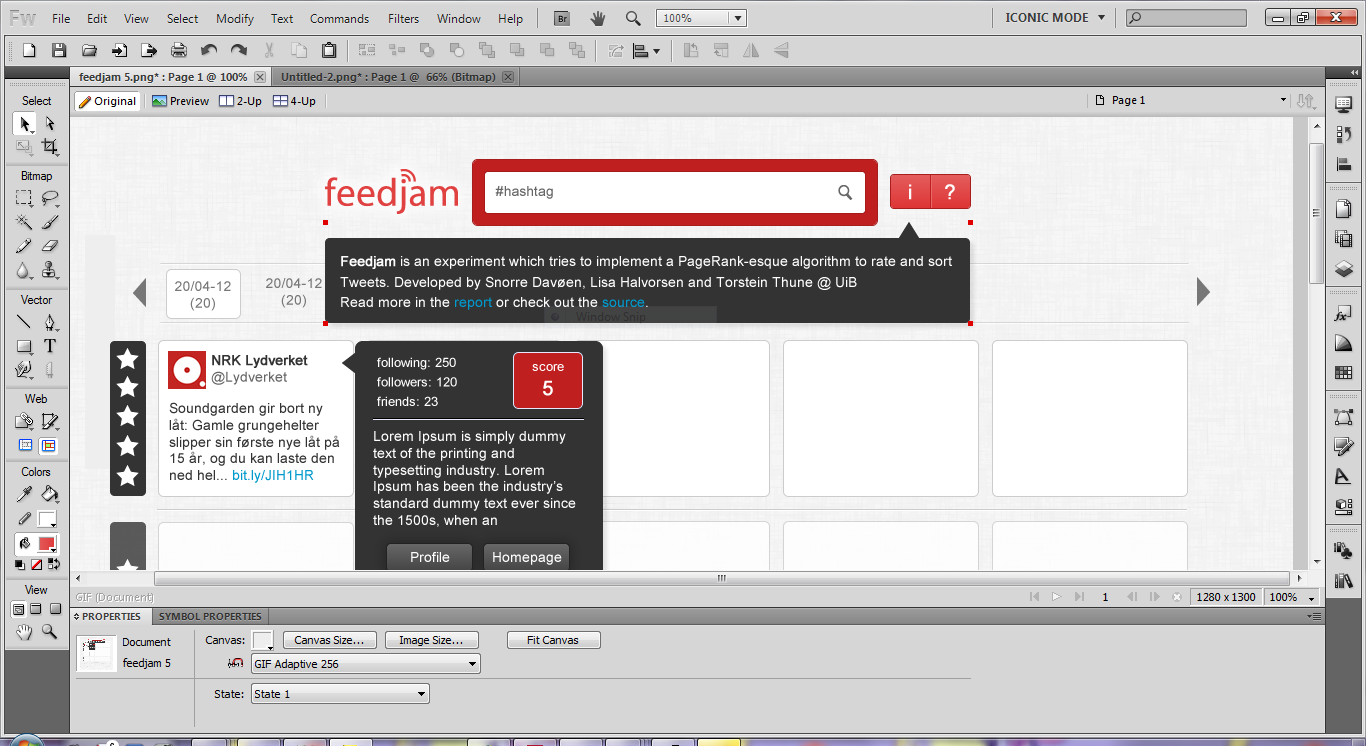 Fw File Edit View Select Modify Text Commands Filters Window Help Br 100% ICONIC MODE
feedjam 5.png* : Page 1 @ 100% Untitled-2.png* : Page 1 @ 66% (Bitmap)
Original Preview 2-Up 4-Up Page 1
Select
Bitmap
Vector
T
Web
Colors
View
feedjam
#hashtag
i ?
Feedjam is an experiment which tries to implement a PageRank-esque algorithm to rate and sort
Tweets. Developed by Snorre Davøen, Lisa Halvorsen and Torstein Thune @ UiB
Read more in the report or check out the source.
Window Snip
20/04-12
(20)
20/04-12
(20)
NRK Lydverket
@Lydverket
Soundgarden gir bort ny
låt: Gamle grungehelter
slipper sin første nye låt på
15 år, og du kan laste den
ned hel... bit.ly/JIH1HR
following: 250
followers: 120
friends: 23
score
5
Lorem Ipsum is simply dummy
text of the printing and
typesetting industry. Lorem
Ipsum has been the industry's
standard dummy text ever since
the 1500s, when an
Profile Homepage
GIF (Document) 1 1280 x 1300 100%
PROPERTIES SYMBOL PROPERTIES
Document
feedjam 5
Canvas: Canvas Size... Image Size... Fit Canvas
GIF Adaptive 256
State: State 1